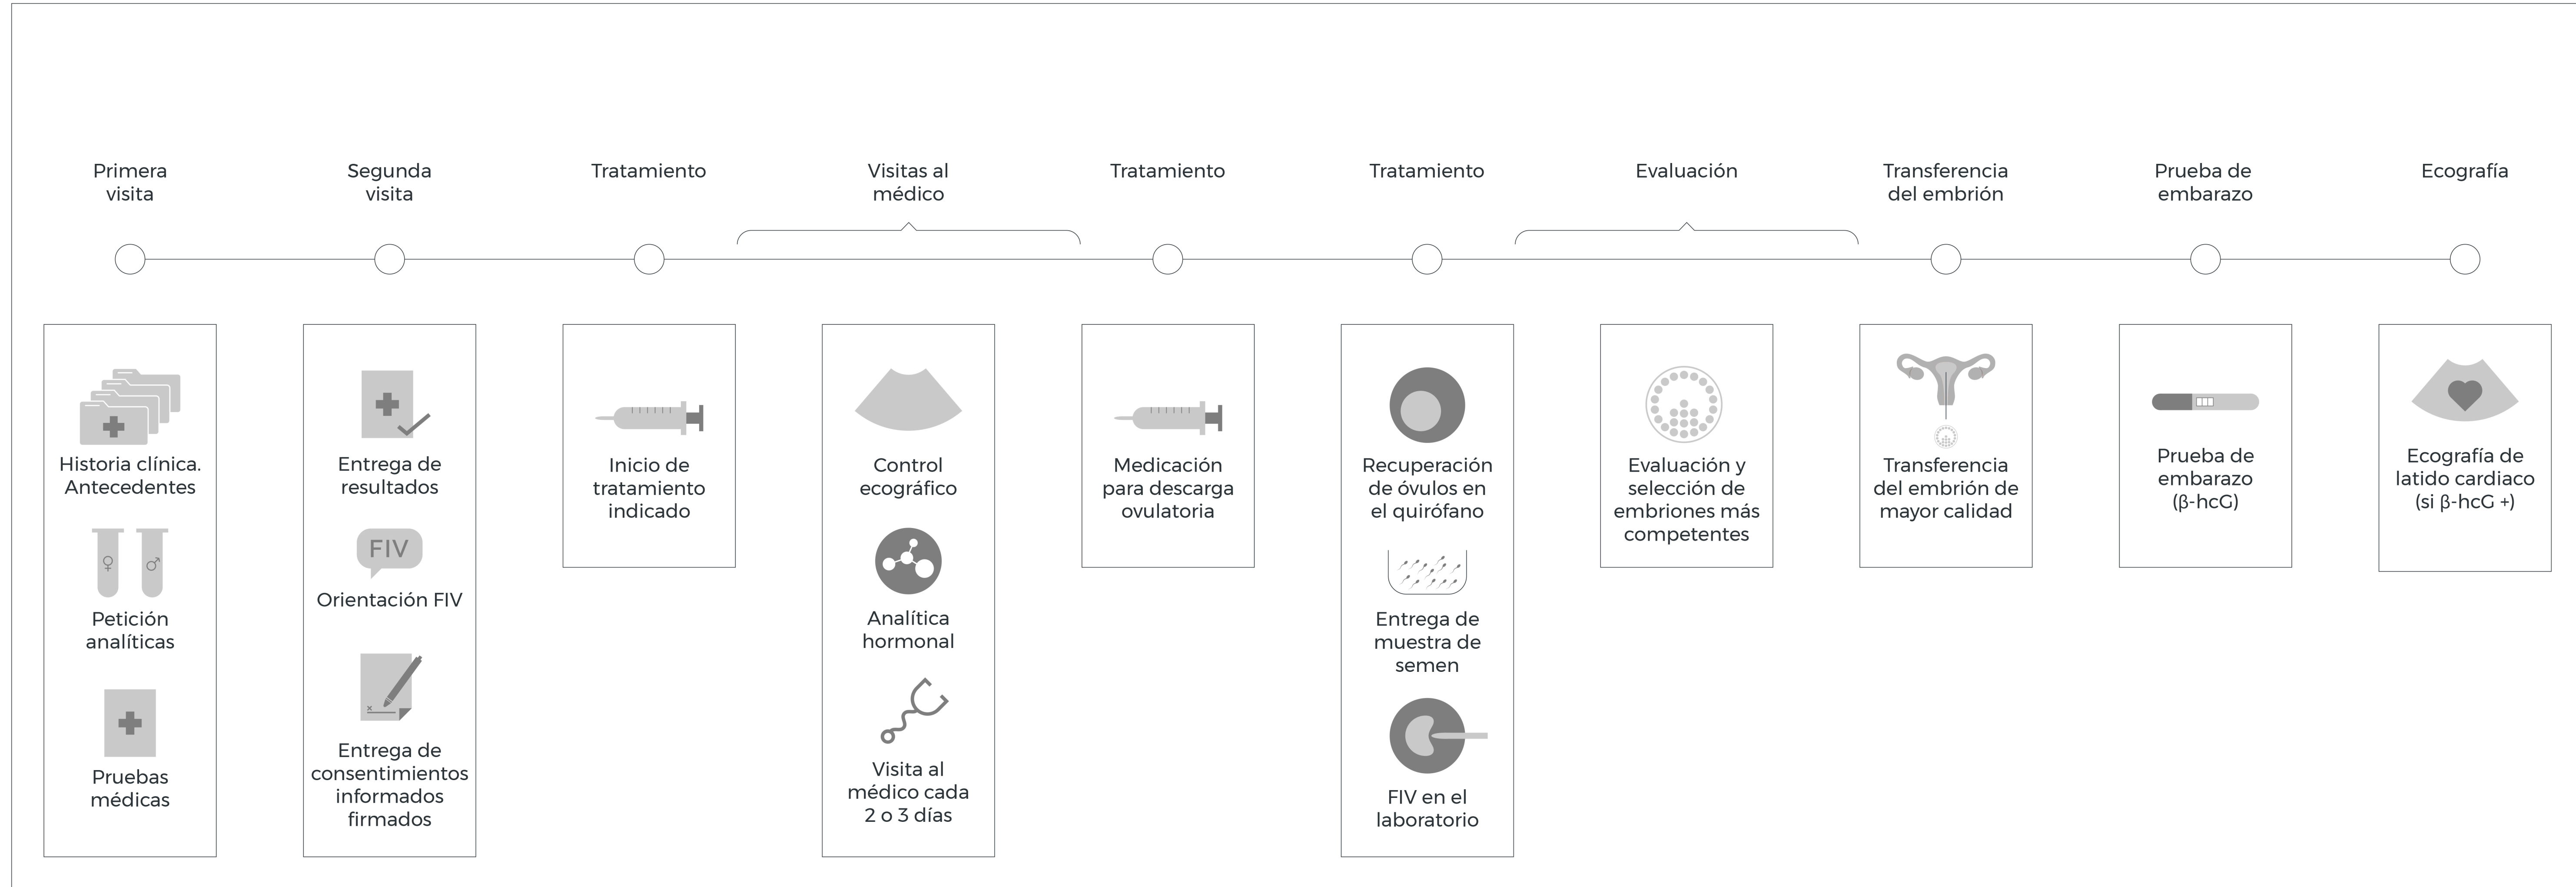 Primera
visita
Segunda
visita
Tratamiento
Visitas al
médico
Tratamiento
Tratamiento
Evaluación
Transferencia
del embrión
Prueba de
embarazo
Ecografía
Historia clínica.
Antecedentes
Petición
analíticas
Pruebas
médicas
Entrega de
resultados
FIV
Orientación FIV
x
Entrega de
consentimientos
informados
firmados
Inicio de
tratamiento
indicado
Control
ecográfico
Analítica
hormonal
Visita al
médico cada
2 o 3 días
Medicación
para descarga
ovulatoria
Recuperación
de óvulos en
el quirófano
Entrega de
muestra de
semen
FIV en el
laboratorio
Evaluación y
selección de
embriones más
competentes
Transferencia
del embrión de
mayor calidad
Prueba de
embarazo
(β-hcG)
Ecografía de
latido cardiaco
(si β-hcG +)